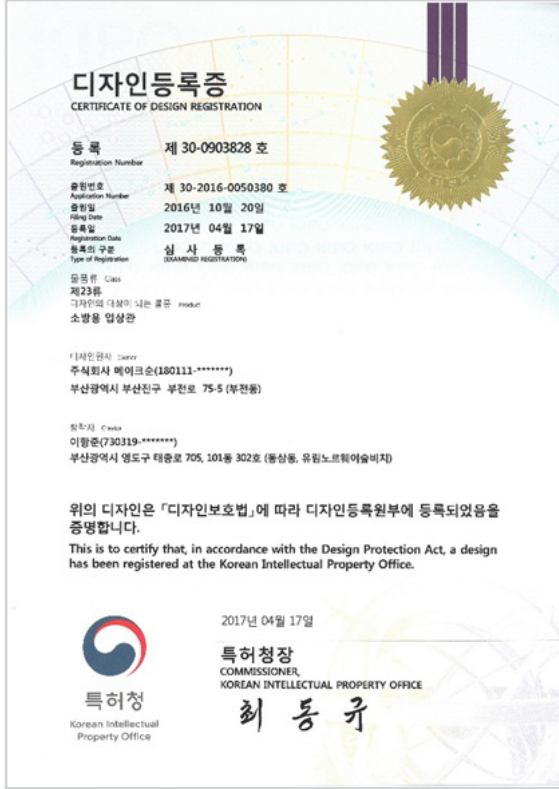 디자인등록증
CERTIFICATE OF DESIGN REGISTRATION
등 록 제 30-0903828 호
Registration Number
출원번호 제 30-2016-0050380 호
Application Number
출원일 2016년 10월 20일
Filing Date
등록일 2017년 04월 17일
Registration Date
등록의 구분 심 사 등 록
Type of Registration (EXAMINED REGISTRATION)
물품류 Class
제23류
디자인의 대상이 되는 물품 Product
소방용 입상관
디자인권자 Owner
주식회사 메이크순(180111-*******)
부산광역시 부산진구 부전로 75-5 (부전동)
창작자 Creator
이항준(730319-*******)
부산광역시 영도구 태종로 705, 101동 302호 (동삼동, 유림노르웨이숲비치)
위의 디자인은 「디자인보호법」에 따라 디자인등록원부에 등록되었음을
증명합니다.
This is to certify that, in accordance with the Design Protection Act, a design
has been registered at the Korean Intellectual Property Office.
2017년 04월 17일
특허청장
COMMISSIONER,
KOREAN INTELLECTUAL PROPERTY OFFICE
최 동 규
특허청
Korean Intellectual
Property Office